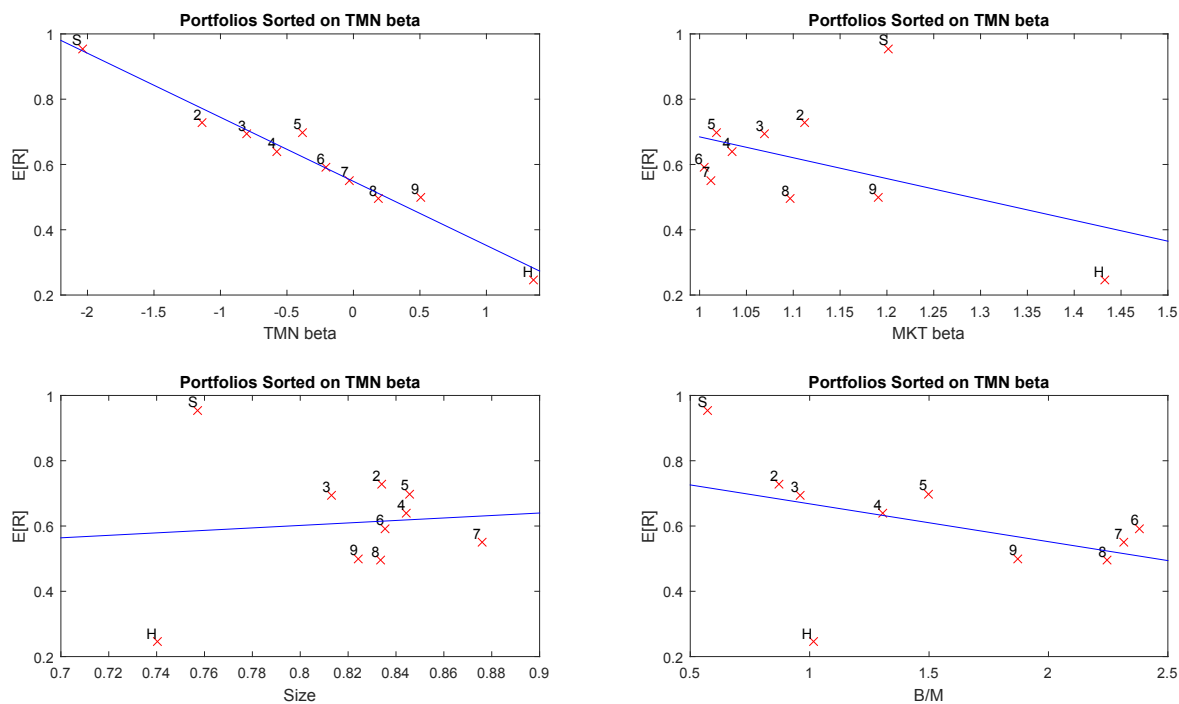 Portfolios Sorted on TMN beta
1
0.8
0.6
0.4
0.2
E[R]
S
2
3
4
5
6
7
8
9
H
-2 -1.5 -1 -0.5 0 0.5 1
TMN beta
Portfolios Sorted on TMN beta
1
0.8
0.6
0.4
0.2
E[R]
S
2
3
5
4
6
7
8
9
H
1 1.05 1.1 1.15 1.2 1.25 1.3 1.35 1.4 1.45 1.5
MKT beta
Portfolios Sorted on TMN beta
1
0.8
0.6
0.4
0.2
E[R]
S
2
3
5
4
6
7
9
8
H
0.7 0.72 0.74 0.76 0.78 0.8 0.82 0.84 0.86 0.88 0.9
Size
Portfolios Sorted on TMN beta
1
0.8
0.6
0.4
0.2
E[R]
S
2
3
5
4
6
7
9
8
H
0.5 1 1.5 2 2.5
B/M